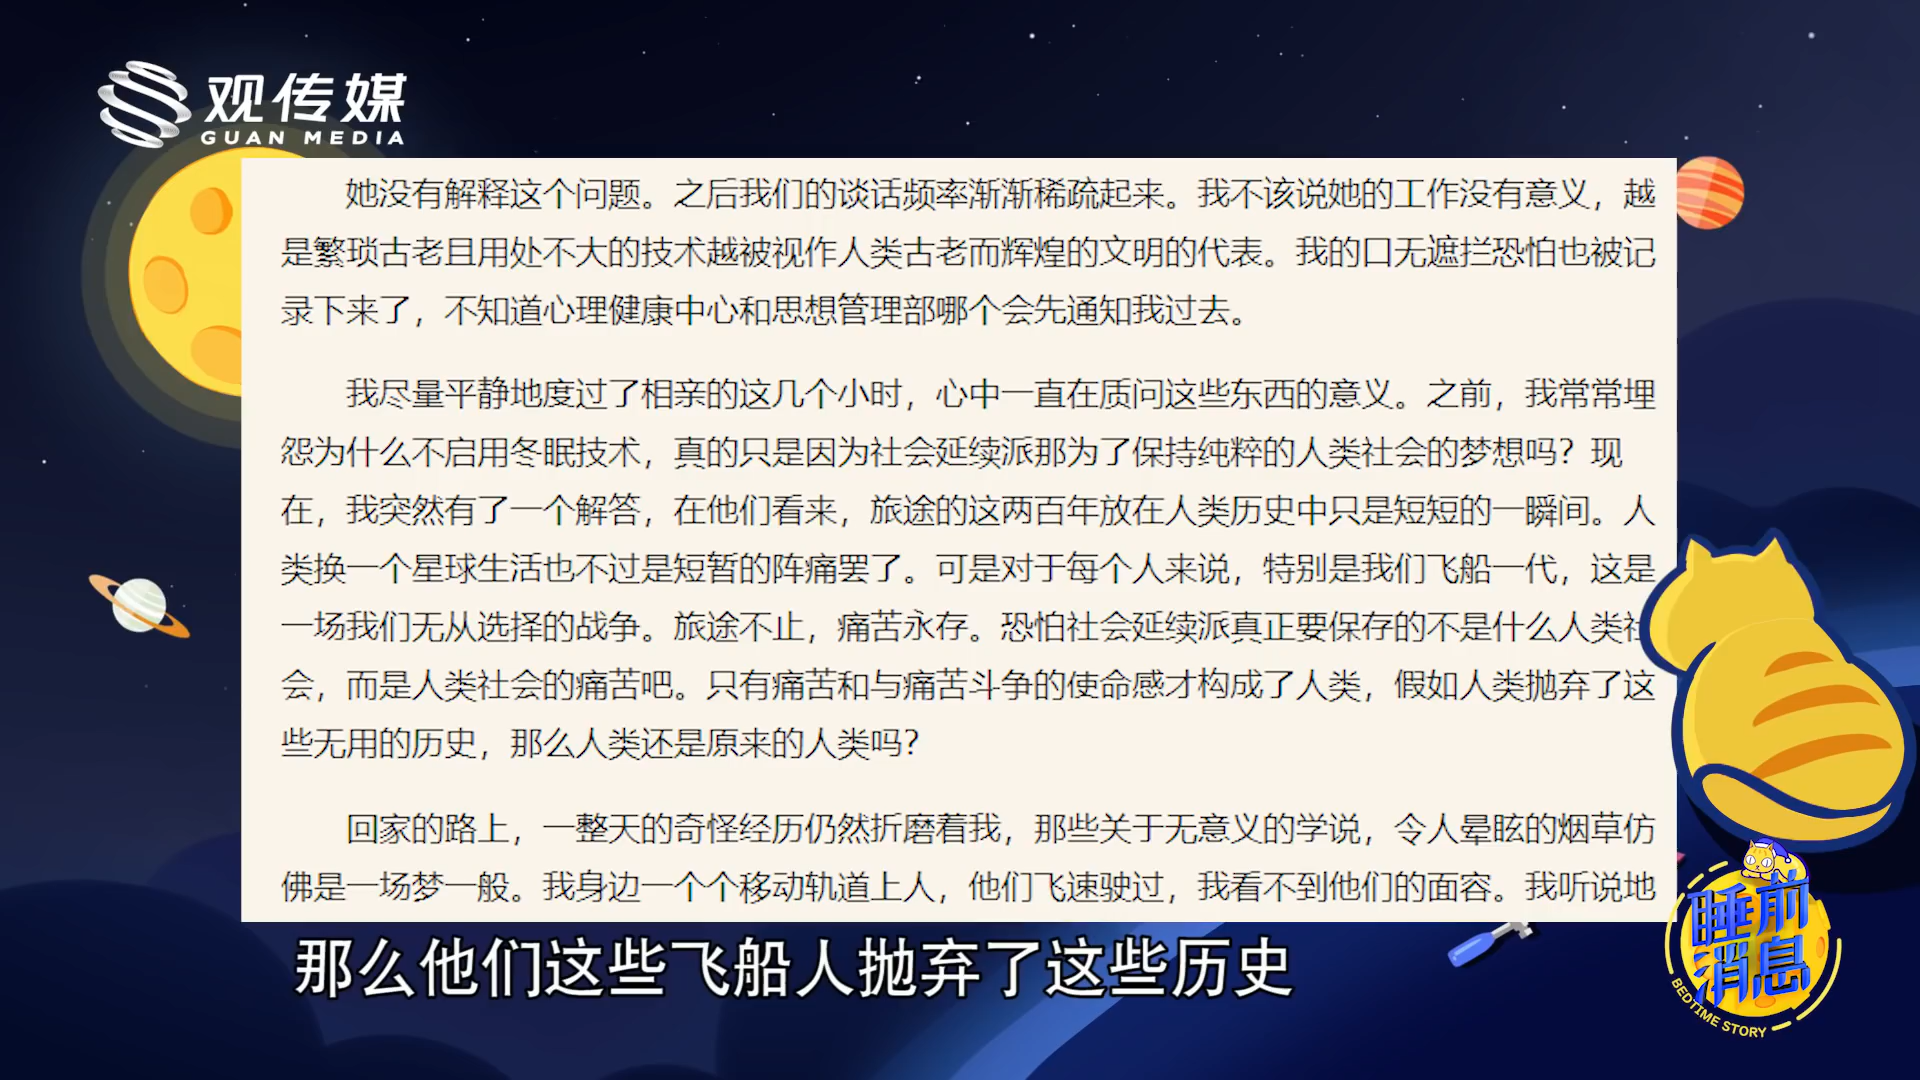 观传媒
GUAN MEDIA
她没有解释这个问题。之后我们的谈话频率渐渐稀疏起来。我不该说她的工作没有意义，越
是繁琐古老且用处不大的技术越被视作人类古老而辉煌的文明的代表。我的口无遮拦恐怕也被记
录下来了，不知道心理健康中心和思想管理部哪个会先通知我过去。
我尽量平静地度过了相亲的这几个小时，心中一直在质问这些东西的意义。之前，我常常埋
怨为什么不启用冬眠技术，真的只是因为社会延续派那为了保持纯粹的人类社会的梦想吗？现
在，我突然有了一个解答，在他们看来，旅途的这两百年放在人类历史中只是短短的一瞬间。人
类换一个星球生活也不过是短暂的阵痛罢了。可是对于每个人来说，特别是我们飞船一代，这是
一场我们无从选择的战争。旅途不止，痛苦永存。恐怕社会延续派真正要保存的不是什么人类社
会，而是人类社会的痛苦吧。只有痛苦和与痛苦斗争的使命感才构成了人类，假如人类抛弃了这
些无用的历史，那么人类还是原来的人类吗？
回家的路上，一整天的奇怪经历仍然折磨着我，那些关于无意义的学说，令人晕眩的烟草仿
佛是一场梦一般。我身边一个个移动轨道上人，他们飞速驶过，我看不到他们的面容。我听说地
那么他们这些飞船人抛弃了这些历史
睡前
消息
BEDTIME STORY